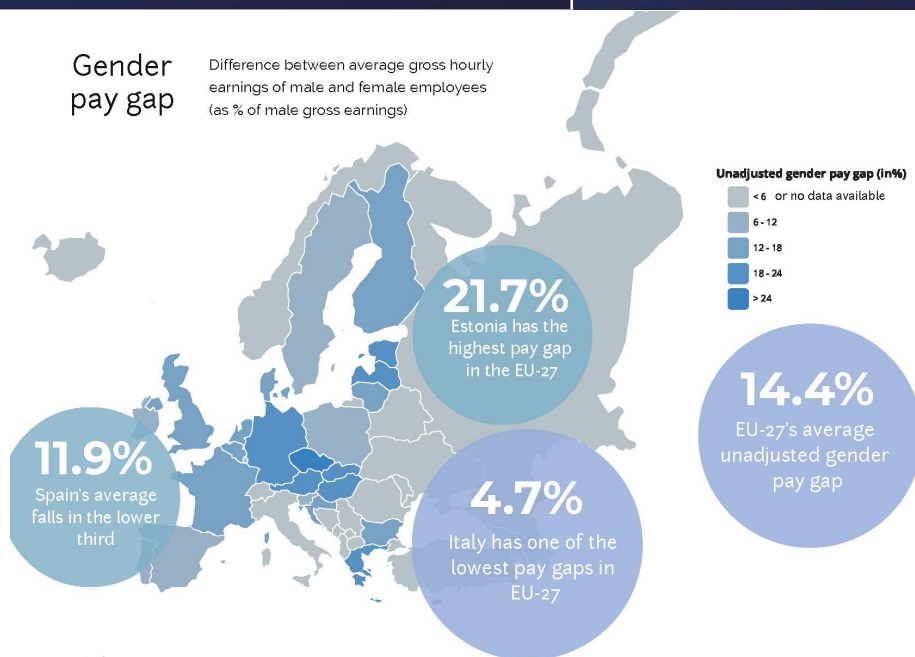 Gender
pay gap
Difference between average gross hourly
earnings of male and female employees
(as % of male gross earnings)
Unadjusted gender pay gap (in%)
<6 or no data available
6 - 12
12 - 18
18 - 24
> 24
21.7%
Estonia has the
highest pay gap
in the EU-27
14.4%
EU-27's average
unadjusted gender
pay gap
11.9%
Spain's average
falls in the lower
third
4.7%
Italy has one of the
lowest pay gaps in
EU-27